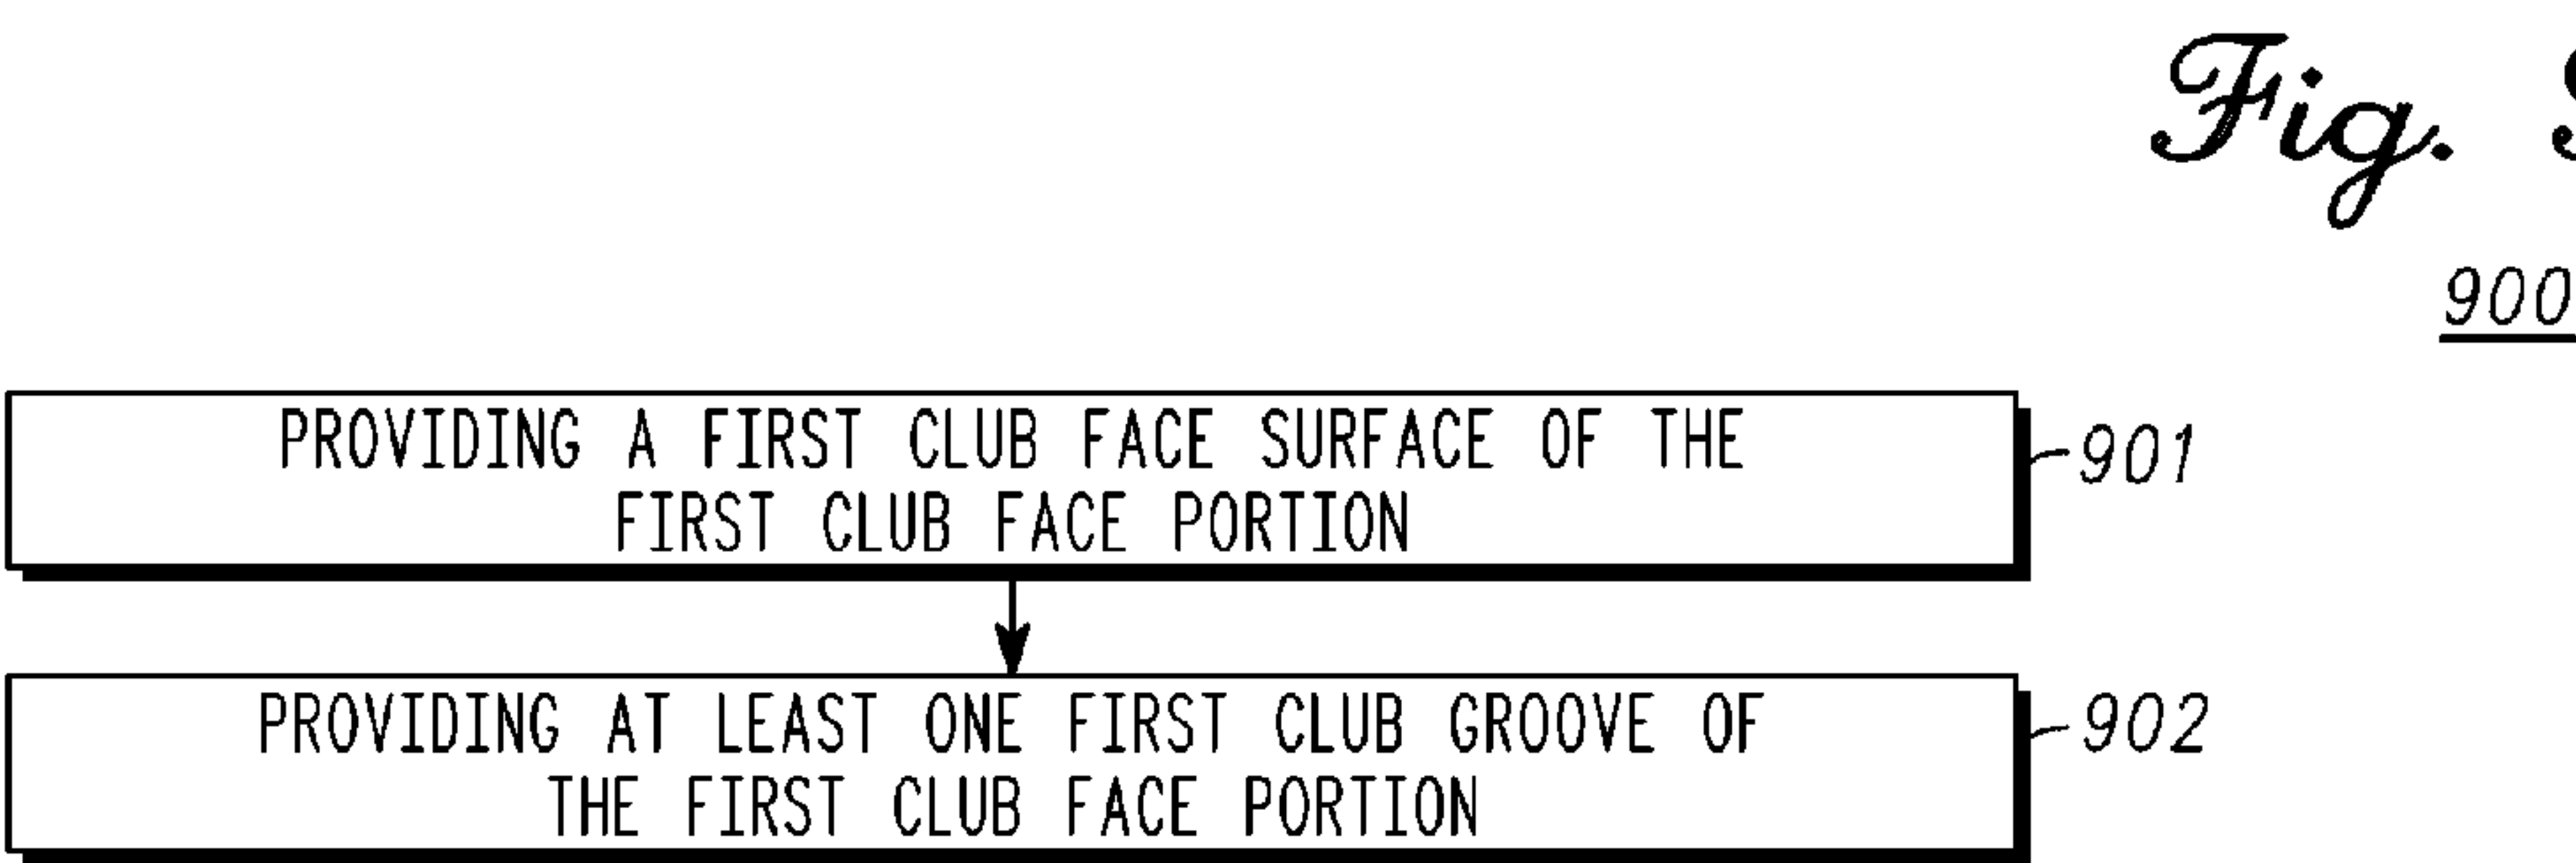 Fig.
900
PROVIDING A FIRST CLUB FACE SURFACE OF THE
FIRST CLUB FACE PORTION
901
PROVIDING AT LEAST ONE FIRST CLUB GROOVE OF
THE FIRST CLUB FACE PORTION
902